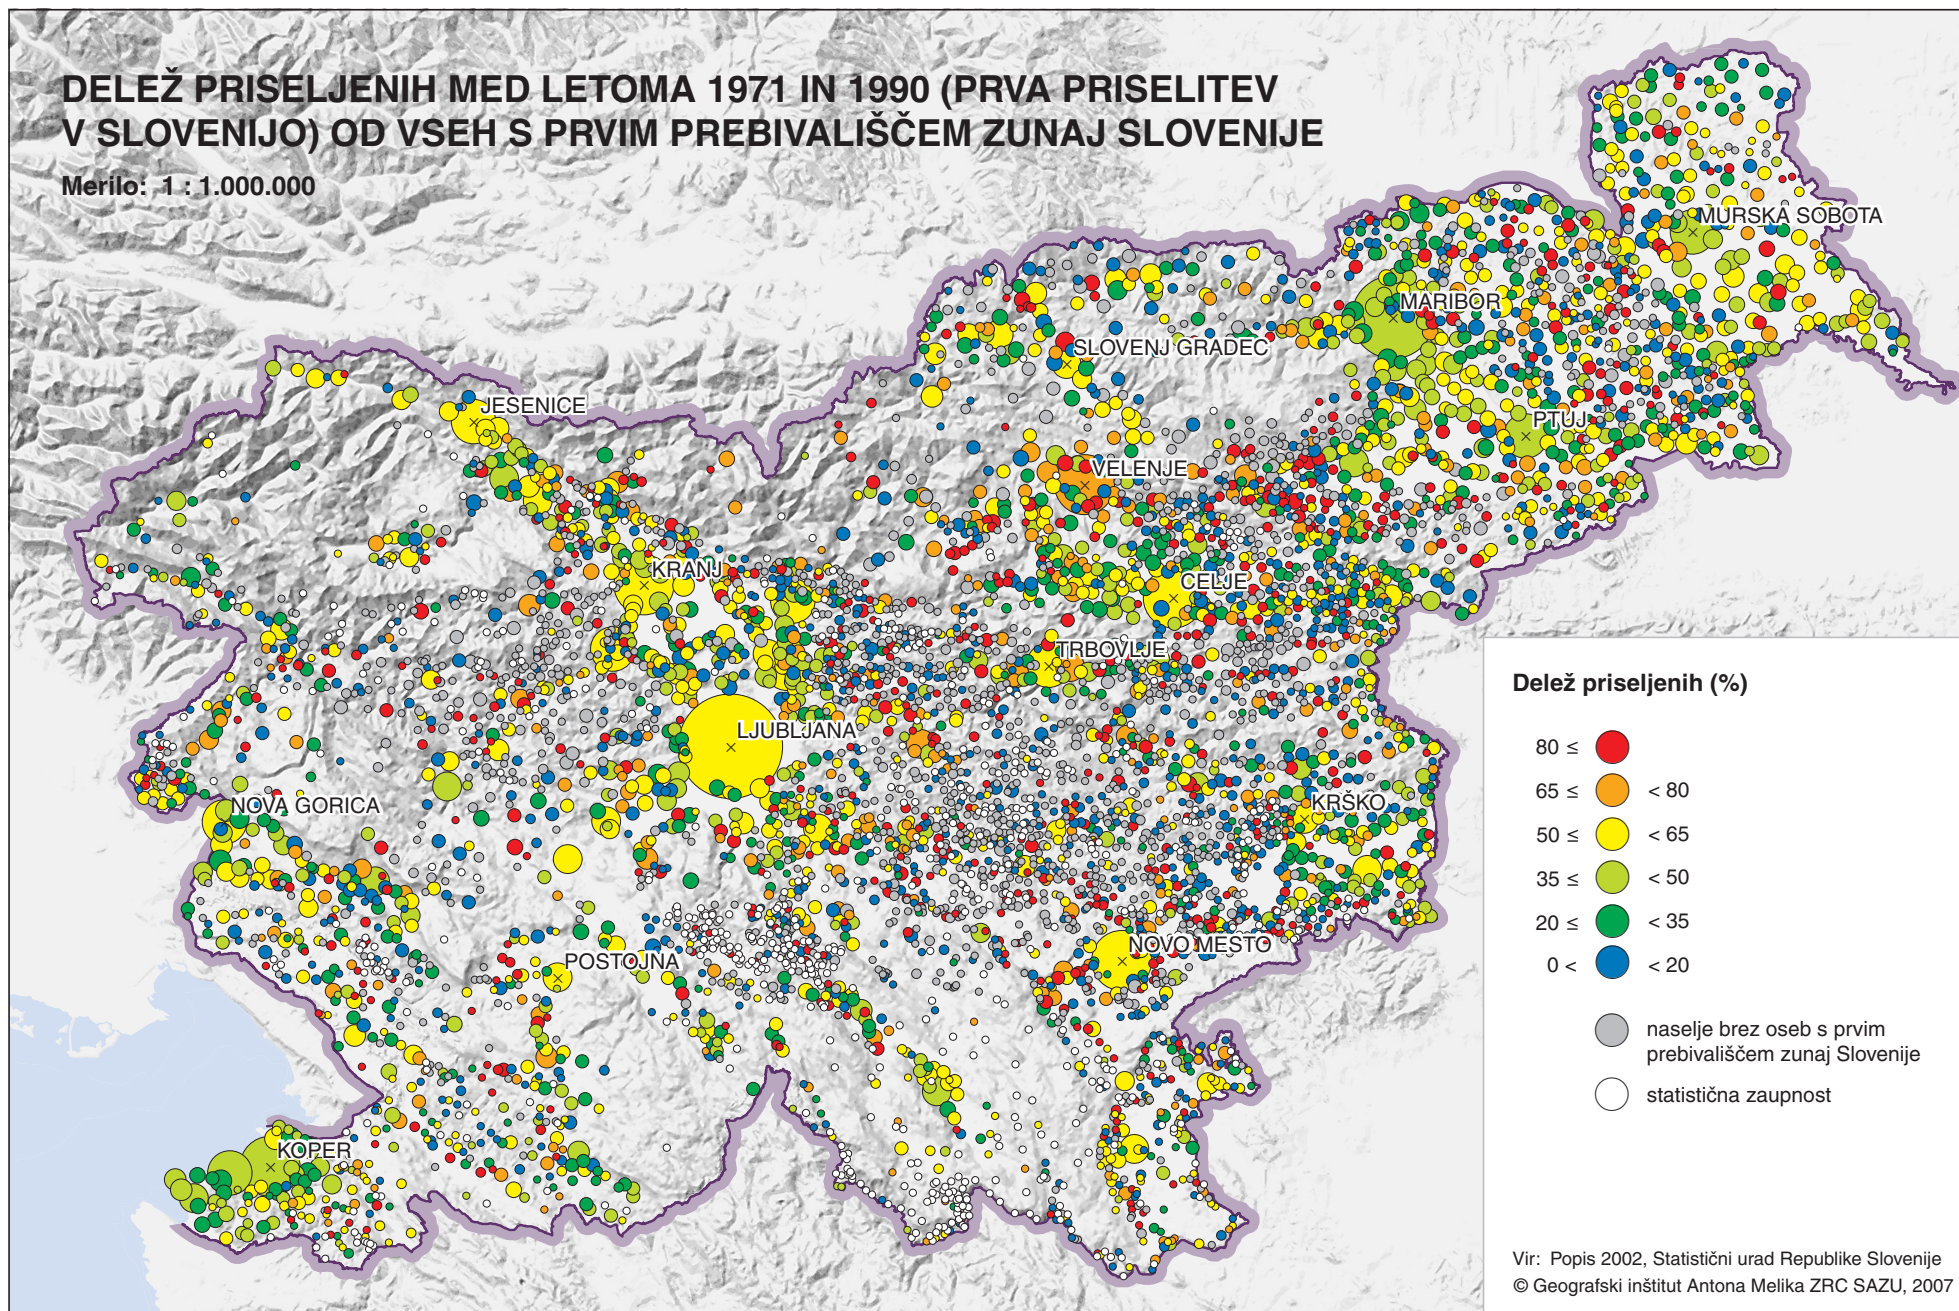 DELEŽ PRISELJENIH MED LETOMA 1971 IN 1990 (PRVA PRISELITEV
V SLOVENIJO) OD VSEH S PRVIM PREBIVALIŠČEM ZUNAJ SLOVENIJE
Merilo: 1 : 1.000.000
MURSKA SOBOTA
MARIBOR
SLOVENJ GRADEC
JESENICE
PTUJ
VELENJE
KRANJ
CELJE
TRBOVLJE
LJUBLJANA
NOVA GORICA
KRŠKO
NOVO MESTO
POSTOJNA
KOPER
Delež priseljenih (%)
80 ≤
65 ≤ < 80
50 ≤ < 65
35 ≤ < 50
20 ≤ < 35
0 < < 20
naselje brez oseb s prvim
prebivališčem zunaj Slovenije
statistična zaupnost
Vir: Popis 2002, Statistični urad Republike Slovenije
© Geografski inštitut Antona Melika ZRC SAZU, 2007